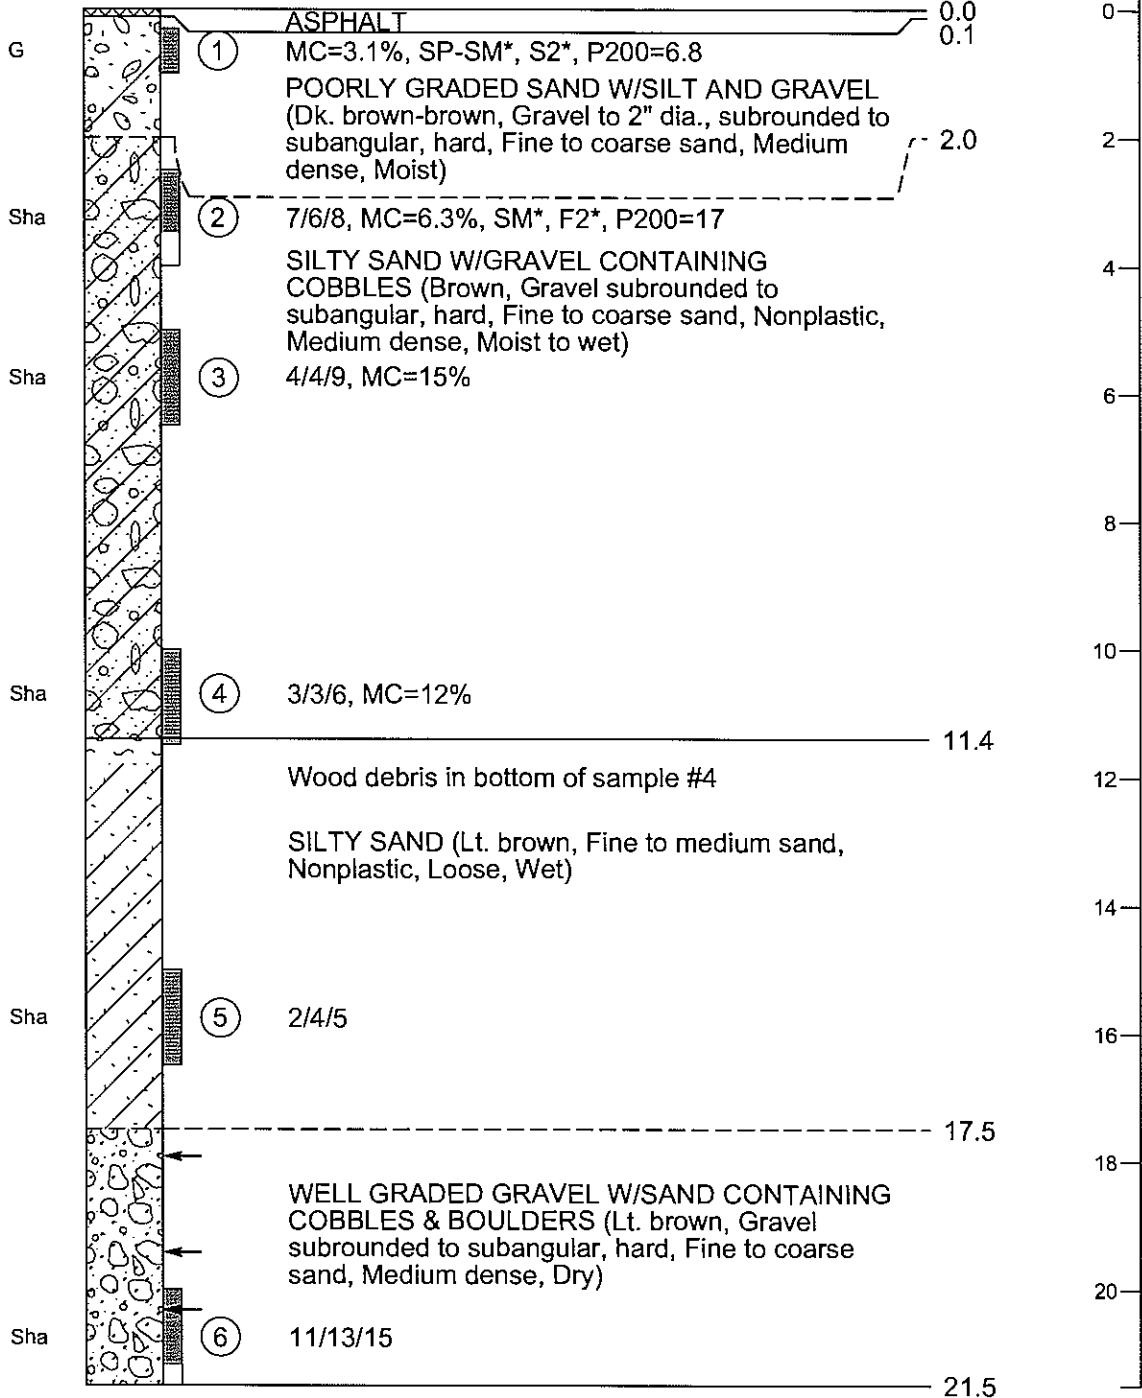 ASPHALT
0.0
0.1
0
G
1
MC=3.1%, SP-SM*, S2*, P200=6.8
POORLY GRADED SAND W/SILT AND GRAVEL
(Dk. brown-brown, Gravel to 2" dia., subrounded to
subangular, hard, Fine to coarse sand, Medium
dense, Moist)
2.0
2
Sha
2
7/6/8, MC=6.3%, SM*, F2*, P200=17
SILTY SAND W/GRAVEL CONTAINING
COBBLES (Brown, Gravel subrounded to
subangular, hard, Fine to coarse sand, Nonplastic,
Medium dense, Moist to wet)
4
Sha
3
4/4/9, MC=15%
6
8
10
Sha
4
3/3/6, MC=12%
11.4
Wood debris in bottom of sample #4
12
SILTY SAND (Lt. brown, Fine to medium sand,
Nonplastic, Loose, Wet)
14
Sha
5
2/4/5
16
17.5
18
WELL GRADED GRAVEL W/SAND CONTAINING
COBBLES & BOULDERS (Lt. brown, Gravel
subrounded to subangular, hard, Fine to coarse
sand, Medium dense, Dry)
20
Sha
6
11/13/15
21.5